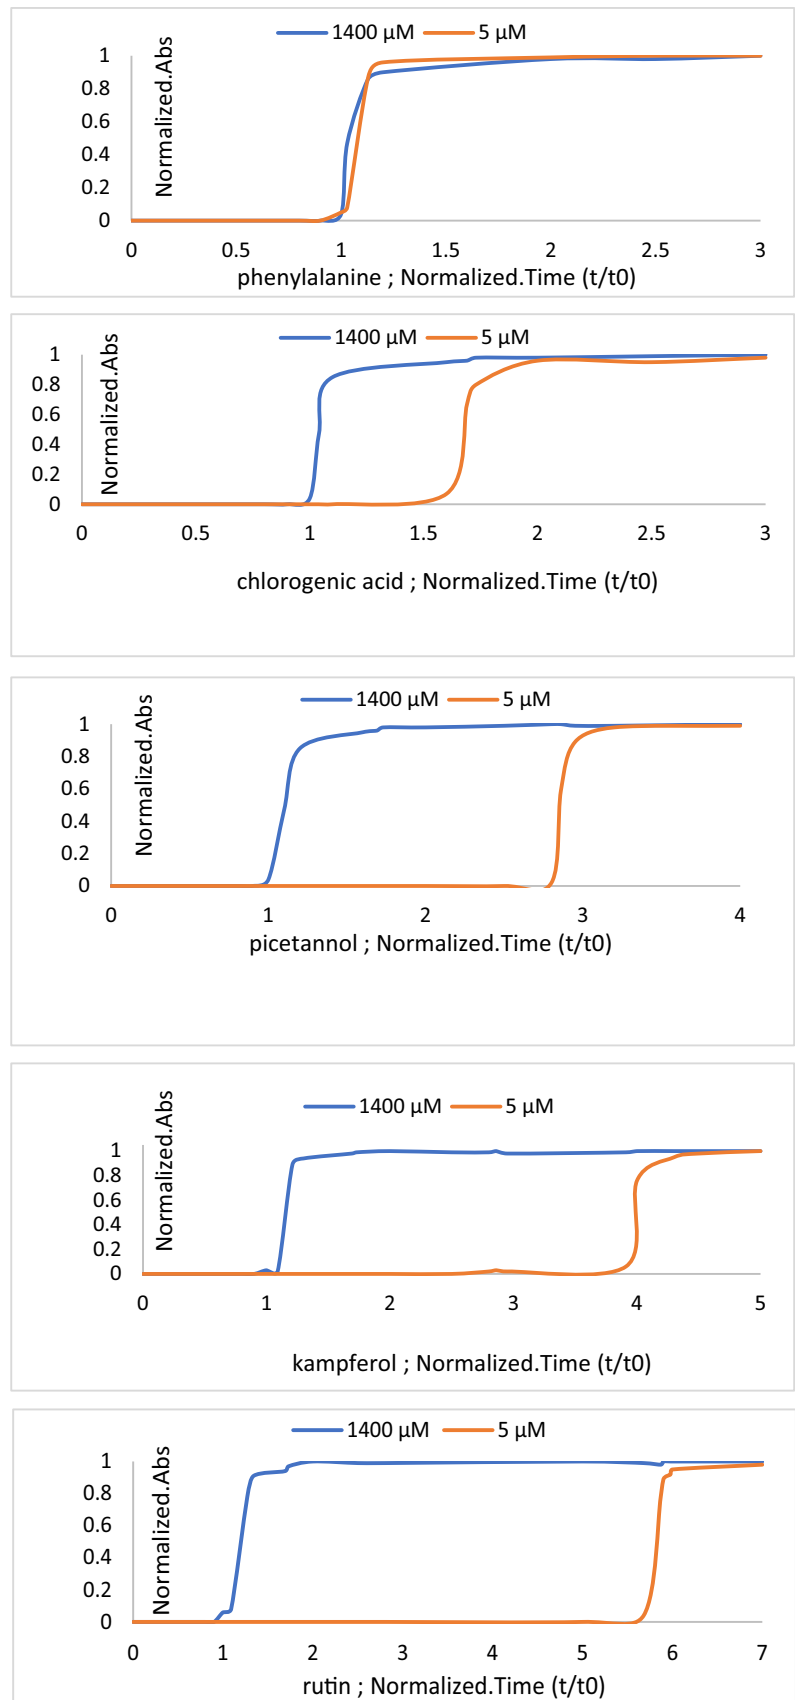 1400 µM 5 µM
Normalized.Abs
1
0.8
0.6
0.4
0.2
0
0 0.5 1 1.5 2 2.5 3
phenylalanine ; Normalized.Time (t/t0)
1400 µM 5 µM
Normalized.Abs
1
0.8
0.6
0.4
0.2
0
0 0.5 1 1.5 2 2.5 3
chlorogenic acid ; Normalized.Time (t/t0)
1400 µM 5 µM
Normalized.Abs
1
0.8
0.6
0.4
0.2
0
0 1 2 3 4
picetannol ; Normalized.Time (t/t0)
1400 µM 5 µM
Normalized.Abs
1
0.8
0.6
0.4
0.2
0
0 1 2 3 4 5
kampferol ; Normalized.Time (t/t0)
1400 µM 5 µM
Normalized.Abs
1
0.8
0.6
0.4
0.2
0
0 1 2 3 4 5 6 7
rutin ; Normalized.Time (t/t0)